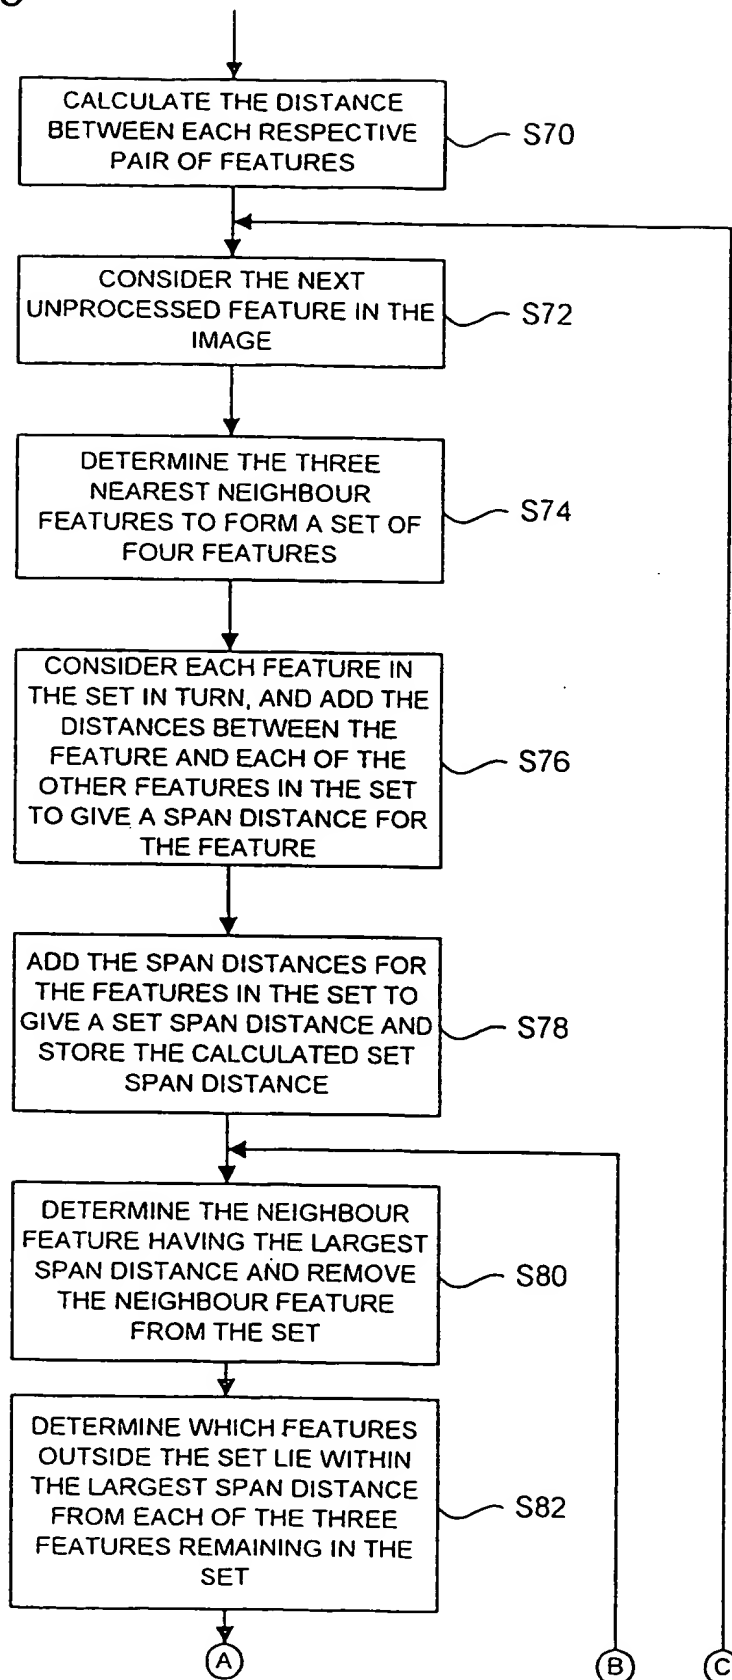 CALCULATE THE DISTANCE
BETWEEN EACH RESPECTIVE
PAIR OF FEATURES
S70
CONSIDER THE NEXT
UNPROCESSED FEATURE IN THE
IMAGE
S72
DETERMINE THE THREE
NEAREST NEIGHBOUR
FEATURES TO FORM A SET OF
FOUR FEATURES
S74
CONSIDER EACH FEATURE IN
THE SET IN TURN, AND ADD THE
DISTANCES BETWEEN THE
FEATURE AND EACH OF THE
OTHER FEATURES IN THE SET
TO GIVE A SPAN DISTANCE FOR
THE FEATURE
S76
ADD THE SPAN DISTANCES FOR
THE FEATURES IN THE SET TO
GIVE A SET SPAN DISTANCE AND
STORE THE CALCULATED SET
SPAN DISTANCE
S78
DETERMINE THE NEIGHBOUR
FEATURE HAVING THE LARGEST
SPAN DISTANCE AND REMOVE
THE NEIGHBOUR FEATURE
FROM THE SET
S80
DETERMINE WHICH FEATURES
OUTSIDE THE SET LIE WITHIN
THE LARGEST SPAN DISTANCE
FROM EACH OF THE THREE
FEATURES REMAINING IN THE
SET
S82
A
B
C